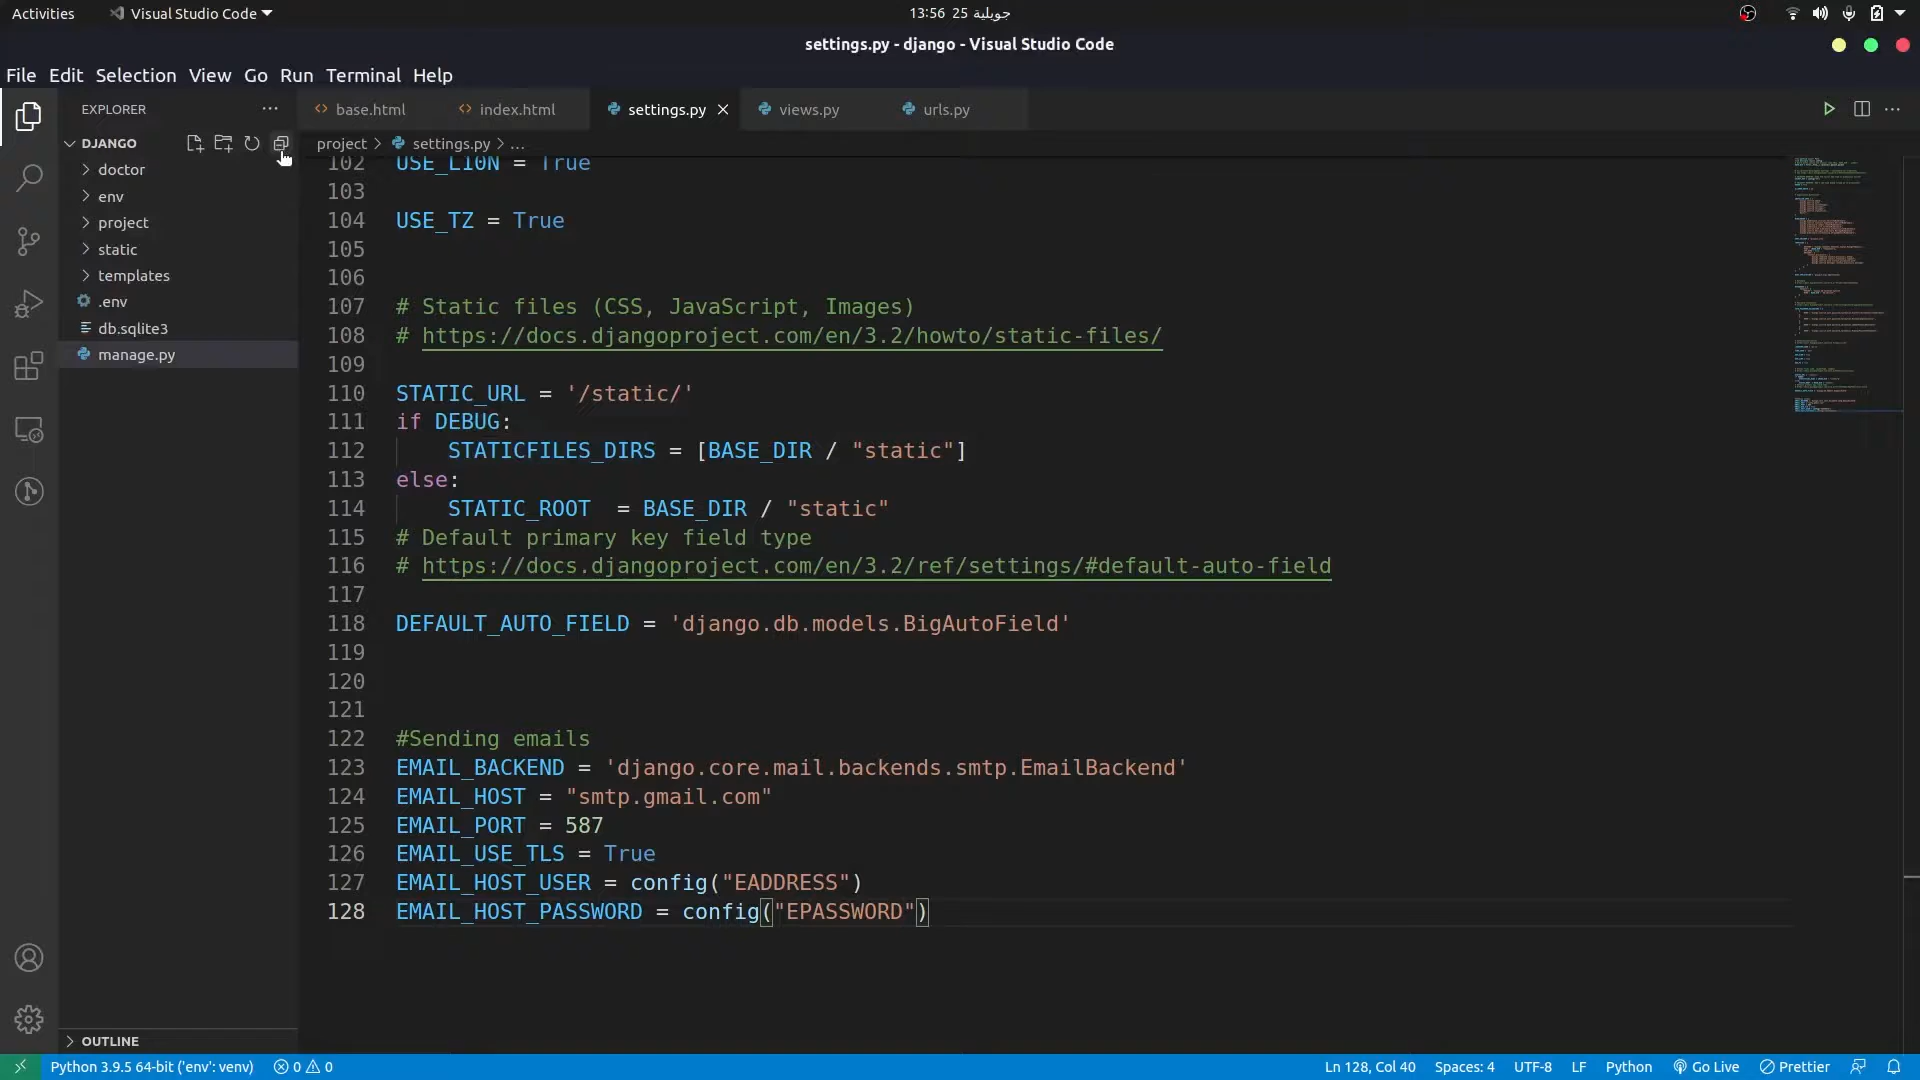 Activities
Visual Studio Code
13:56 25 جويلية
settings.py - django - Visual Studio Code
File Edit Selection View Go Run Terminal Help
EXPLORER
base.html
index.html
settings.py
views.py
urls.py
DJANGO
project > settings.py > ...
doctor
env
project
static
templates
.env
db.sqlite3
manage.py
102 USE_L10N = True
103
104 USE_TZ = True
105
106
107 # Static files (CSS, JavaScript, Images)
108 # https://docs.djangoproject.com/en/3.2/howto/static-files/
109
110 STATIC_URL = '/static/'
111 if DEBUG:
112 STATICFILES_DIRS = [BASE_DIR / "static"]
113 else:
114 STATIC_ROOT  = BASE_DIR / "static"
115 # Default primary key field type
116 # https://docs.djangoproject.com/en/3.2/ref/settings/#default-auto-field
117
118 DEFAULT_AUTO_FIELD = 'django.db.models.BigAutoField'
119
120
121
122 #Sending emails
123 EMAIL_BACKEND = 'django.core.mail.backends.smtp.EmailBackend'
124 EMAIL_HOST = "smtp.gmail.com"
125 EMAIL_PORT = 587
126 EMAIL_USE_TLS = True
127 EMAIL_HOST_USER = config("EADDRESS")
128 EMAIL_HOST_PASSWORD = config("EPASSWORD")
OUTLINE
Python 3.9.5 64-bit ('env': venv) 0 0 Ln 128, Col 40 Spaces: 4 UTF-8 LF Python Go Live Prettier